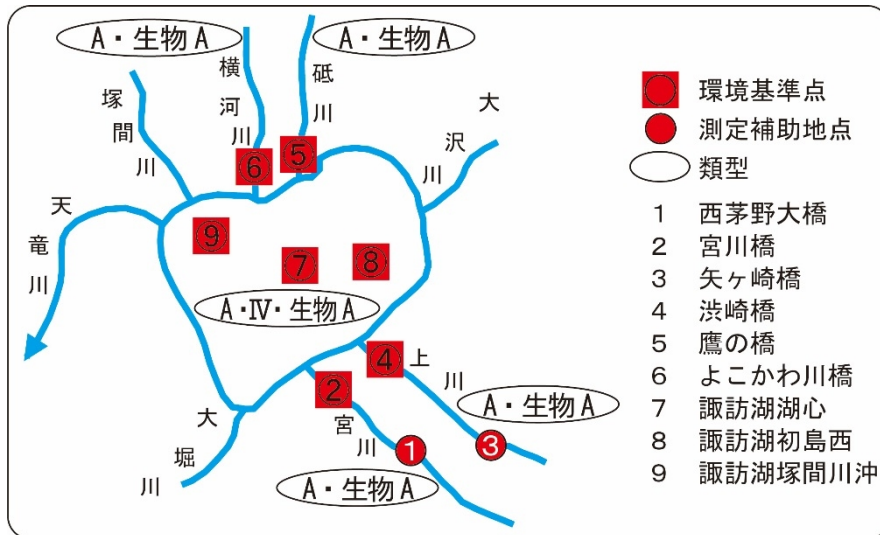 A・生物A
A・生物A
横河川
砥川
塚間川
大沢川
天竜川
6
5
9
7
8
A・Ⅳ・生物A
4
上川
2
宮川
A・生物A
1
3
大堀川
A・生物A
環境基準点
測定補助地点
類型
1 西茅野大橋
2 宮川橋
3 矢ヶ崎橋
4 渋崎橋
5 鷹の橋
6 よこかわ川橋
7 諏訪湖湖心
8 諏訪湖初島西
9 諏訪湖塚間川沖